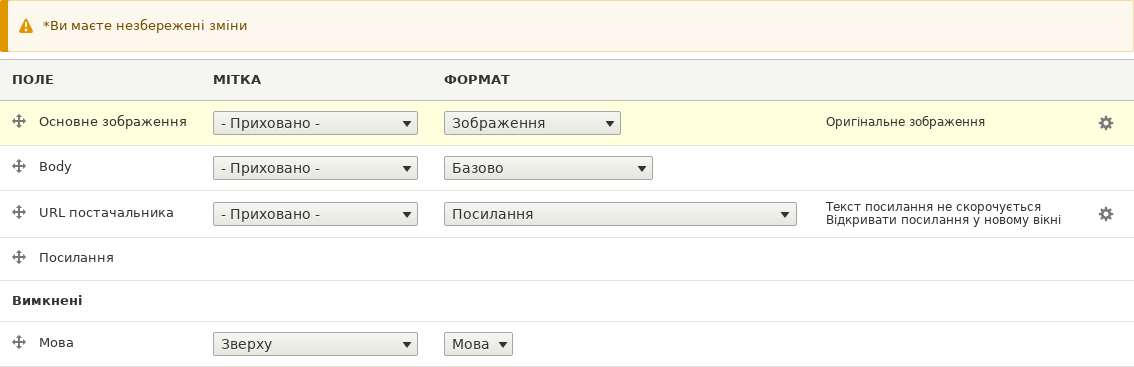 *Ви маєте незбережені зміни
ПОЛЕ МІТКА ФОРМАТ
Основне зображення - Приховано - Зображення Оригінальне зображення
Body - Приховано - Базово
URL постачальника - Приховано - Посилання Текст посилання не скорочується
Відкривати посилання у новому вікні
Посилання
Вимкнені
Мова Зверху Мова